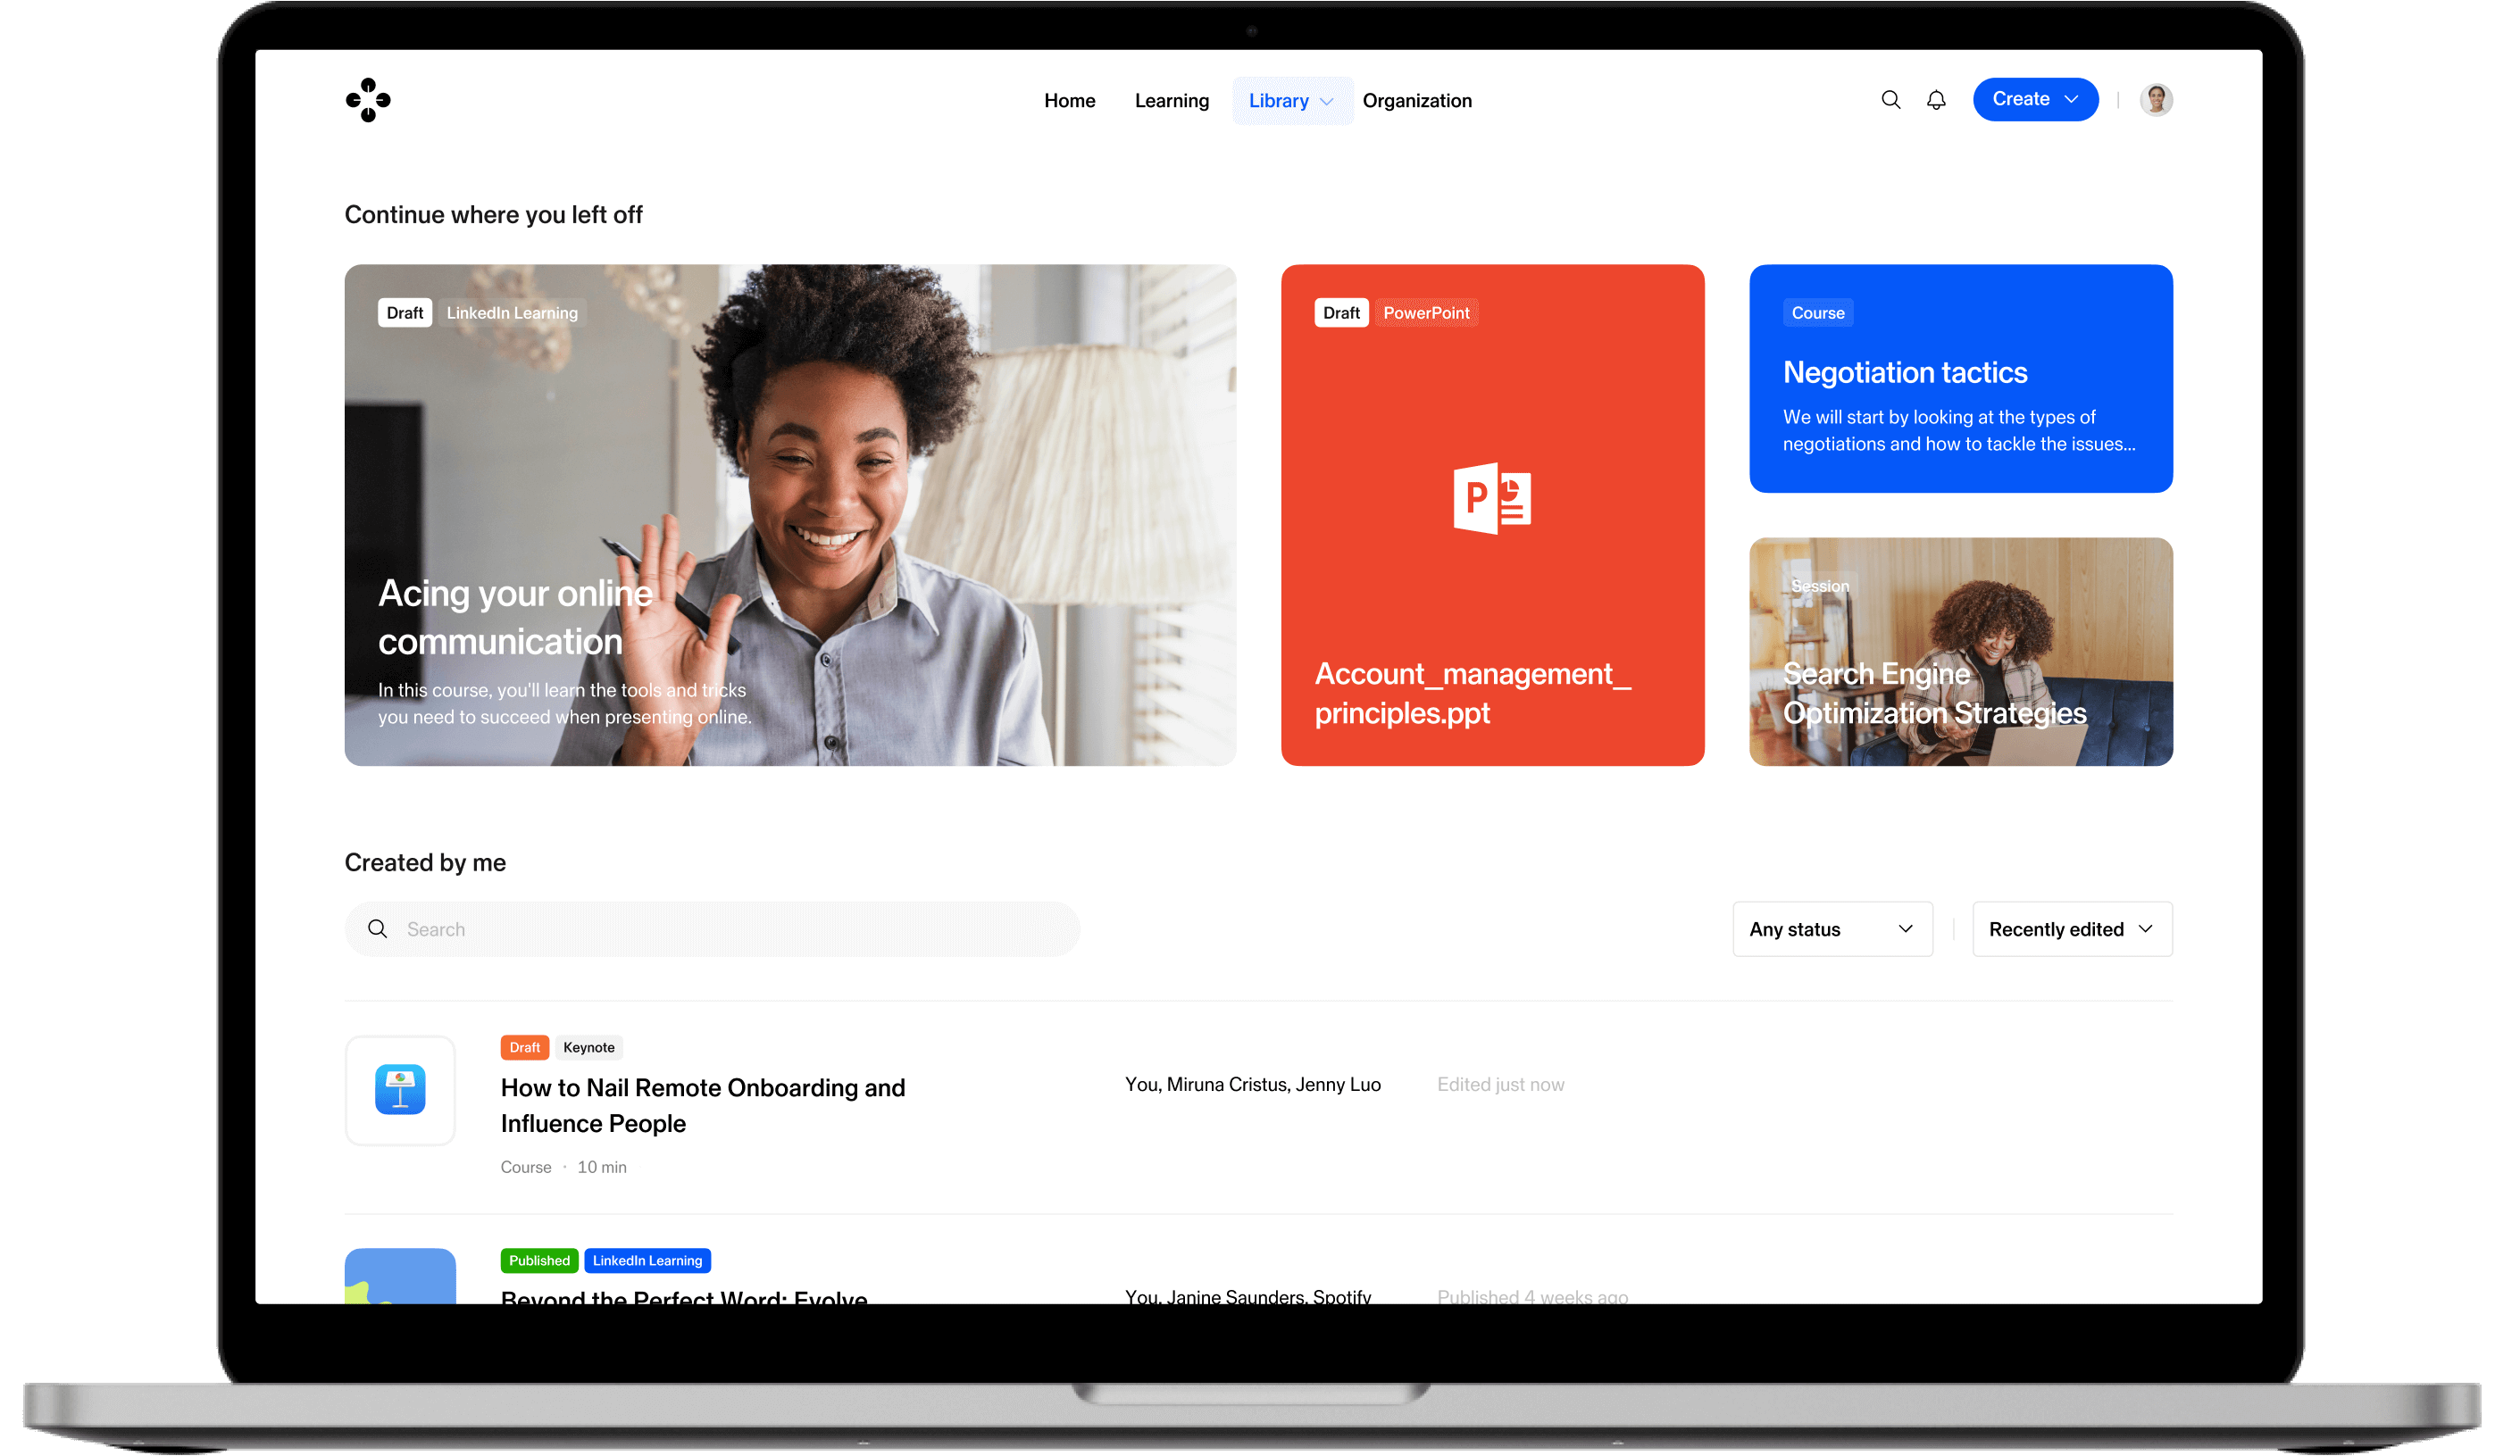 Home Learning Library Organization Create
Continue where you left off
Draft LinkedIn Learning
Acing your online
communication
In this course, you'll learn the tools and tricks
you need to succeed when presenting online.
Draft PowerPoint
P
Account_management_
principles.ppt
Course
Negotiation tactics
We will start by looking at the types of
negotiations and how to tackle the issues...
Session
Search Engine
Optimization Strategies
Created by me
Search
Any status
Recently edited
Draft Keynote
How to Nail Remote Onboarding and
Influence People
Course · 10 min
You, Miruna Cristus, Jenny Luo
Edited just now
Published LinkedIn Learning
Beyond the Perfect Word: Evolve
You, Janine Saunders, Spotify
Published 4 weeks ago